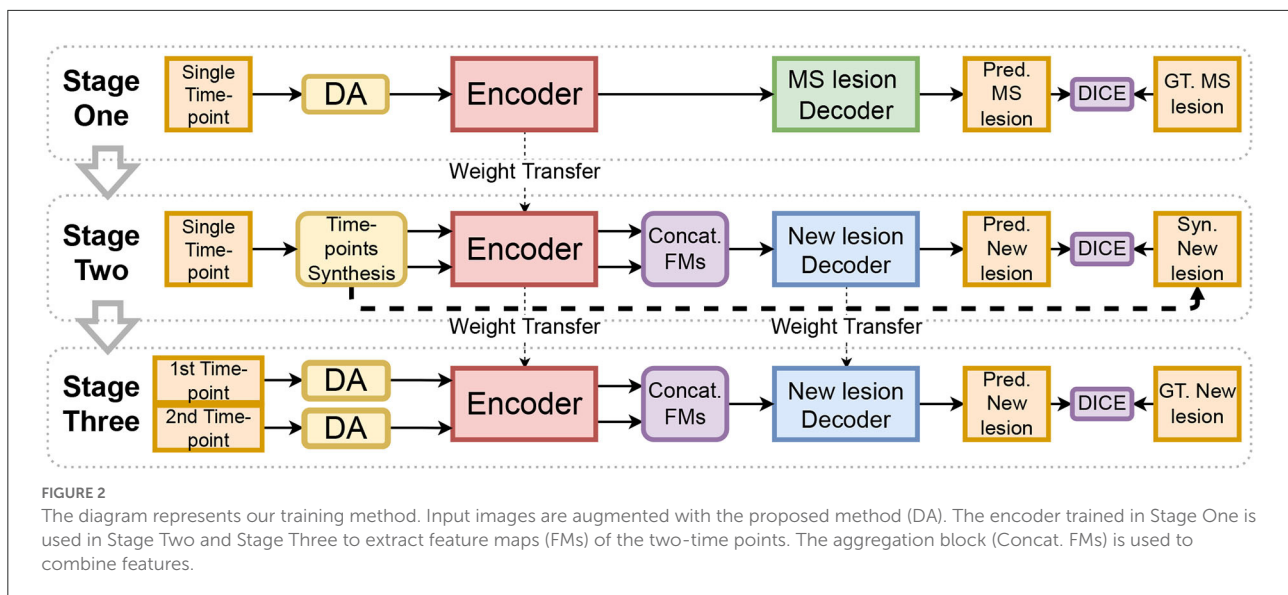 Stage
One
Single
Time-
point
DA
Encoder
MS lesion
Decoder
Pred.
MS
lesion
DICE
GT. MS
lesion
Weight Transfer
Stage
Two
Single
Time-
point
Time-
points
Synthesis
Encoder
Concat.
FMs
New lesion
Decoder
Pred.
New
lesion
DICE
Syn.
New
lesion
Weight Transfer
Weight Transfer
Stage
Three
1st Time-
point
2nd Time-
point
DA
DA
Encoder
Concat.
FMs
New lesion
Decoder
Pred.
New
lesion
DICE
GT. New
lesion
FIGURE 2
The diagram represents our training method. Input images are augmented with the proposed method (DA). The encoder trained in Stage One is
used in Stage Two and Stage Three to extract feature maps (FMs) of the two-time points. The aggregation block (Concat. FMs) is used to
combine features.